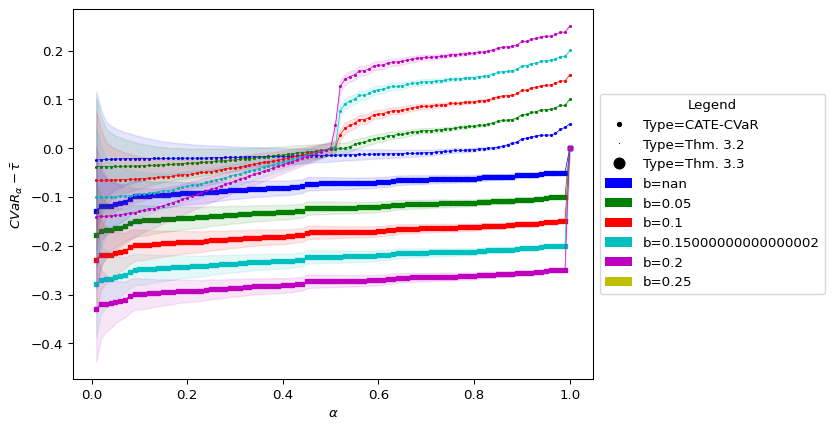 0.2
0.1
0.0
−0.1
−0.2
−0.3
−0.4
CVaRα − τ̄
0.0 0.2 0.4 0.6 0.8 1.0
α
Legend
Type=CATE-CVaR
Type=Thm. 3.2
Type=Thm. 3.3
b=nan
b=0.05
b=0.1
b=0.15000000000000002
b=0.2
b=0.25